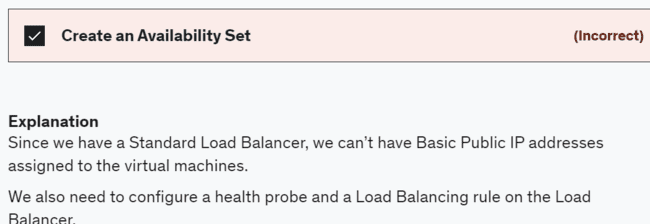 Create an Availability Set (Incorrect)
Explanation
Since we have a Standard Load Balancer, we can't have Basic Public IP addresses
assigned to the virtual machines.
We also need to configure a health probe and a Load Balancing rule on the Load
Balancer.